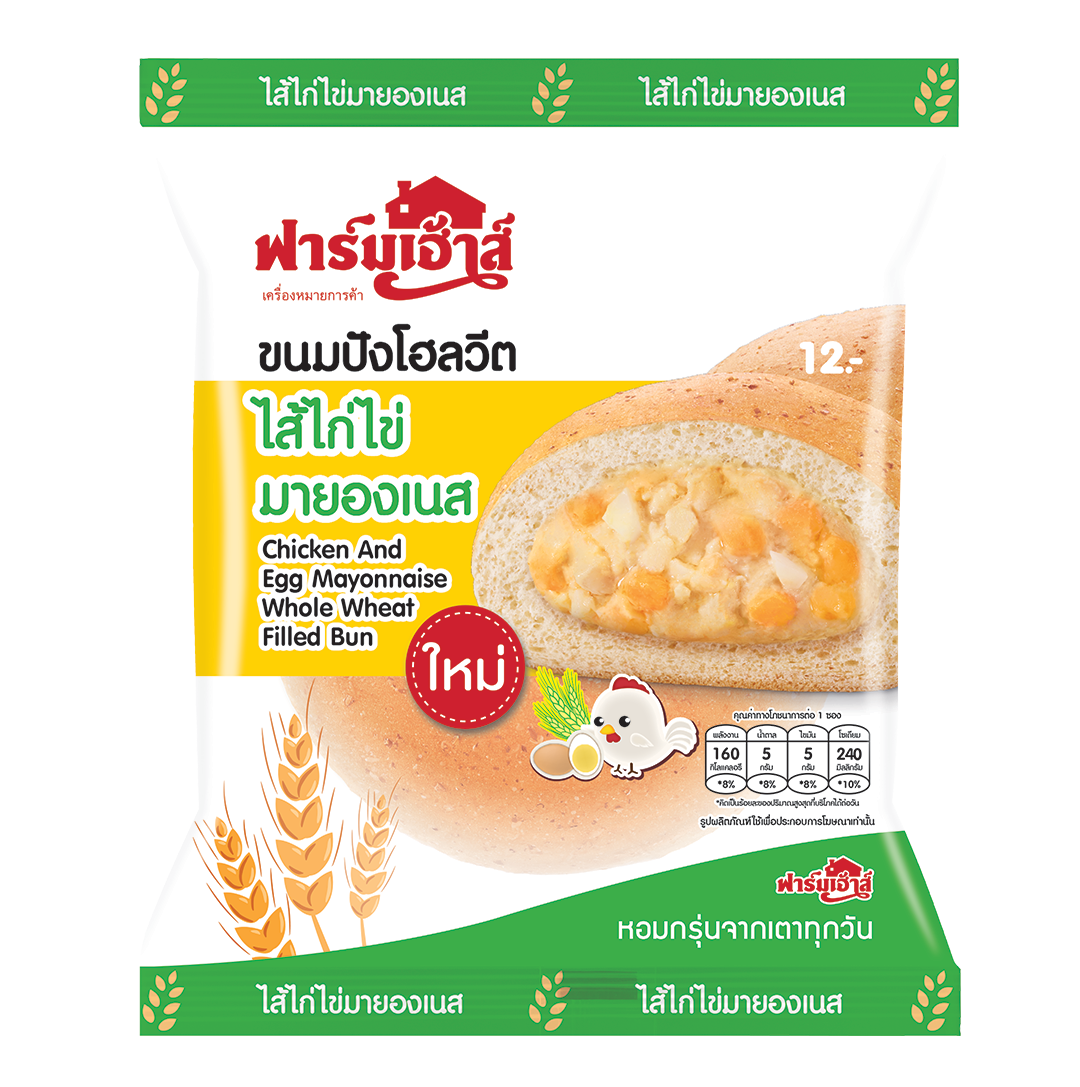 ไส้ไก่ไข่มายองเนส ไส้ไก่ไข่มายองเนส
ฟาร์มเฮ้าส์
เครื่องหมายการค้า
ขนมปังโฮลวีต
12.-
ไส้ไก่ไข่
มายองเนส
Chicken And
Egg Mayonnaise
Whole Wheat
Filled Bun
ใหม่
คุณค่าทางโภชนาการต่อ 1 ซอง
พลังงาน น้ำตาล ไขมัน โซเดียม
160 5 5 240
กิโลแคลอรี กรัม กรัม มิลลิกรัม
*8% *8% *8% *10%
*คิดเป็นร้อยละของปริมาณสูงสุดที่บริโภคได้ต่อวัน
รูปผลิตภัณฑ์ใช้เพื่อประกอบการโฆษณาเท่านั้น
ฟาร์มเฮ้าส์
หอมกรุ่นจากเตาทุกวัน
ไส้ไก่ไข่มายองเนส ไส้ไก่ไข่มายองเนส